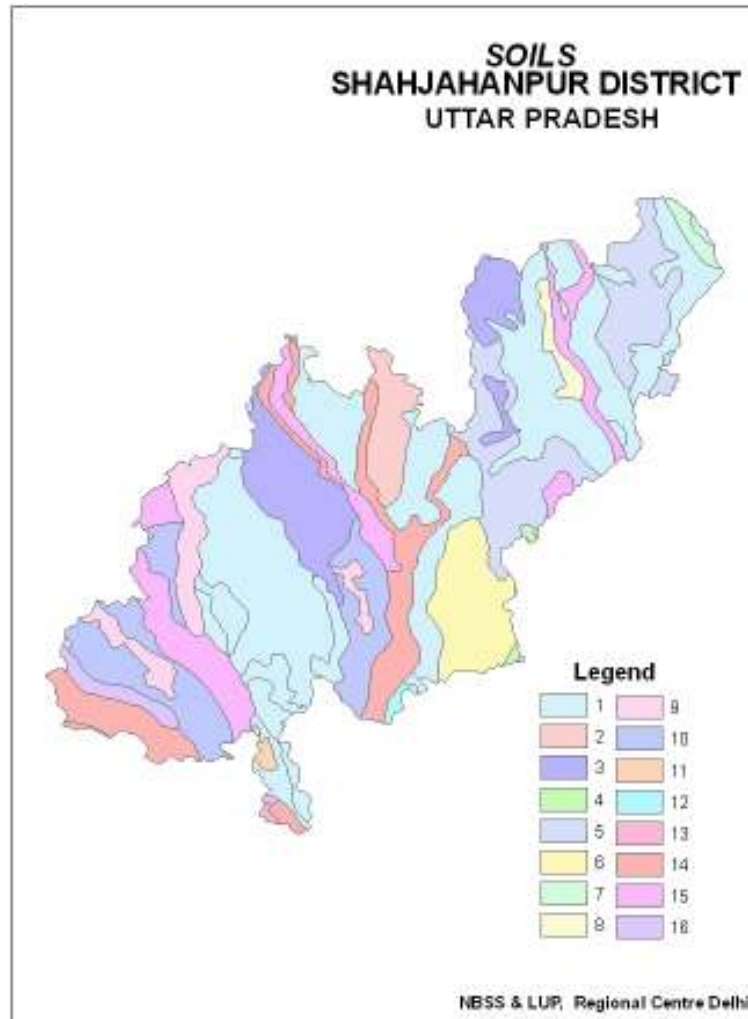 SOILS
SHAHJAHANPUR DISTRICT
UTTAR PRADESH
Legend
1 9
2 10
3 11
4 12
5 13
6 14
7 15
8 16
NBSS & LUP, Regional Centre Delhi